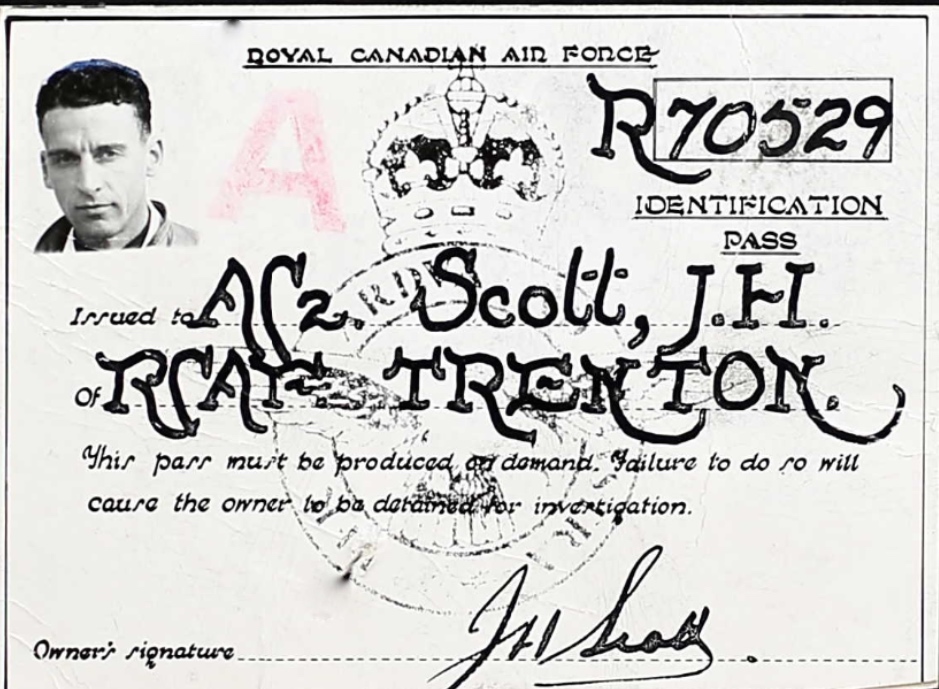 ROYAL CANADIAN AIR FORCE
A
R70529
IDENTIFICATION
PASS
Issued to AC2. Scott, J.H.
Of RCAF. TRENTON.
This pass must be produced on demand. Failure to do so will
cause the owner to be detained for investigation.
Owner's signature JH Scott.